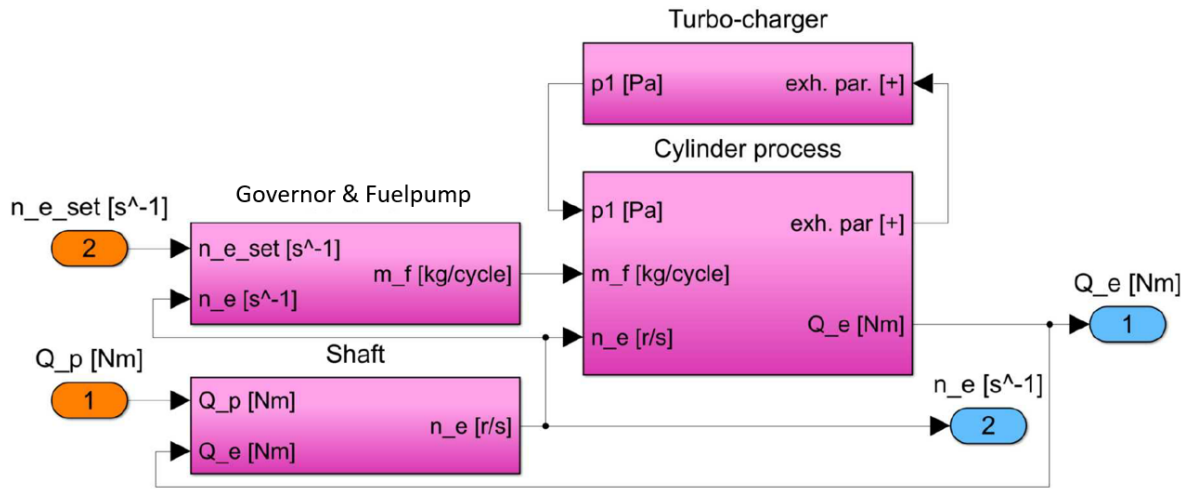 Turbo-charger
p1 [Pa]
exh. par. [+]
Cylinder process
p1 [Pa]
exh. par [+]
m_f [kg/cycle]
n_e [r/s]
Q_e [Nm]
Governor & Fuelpump
n_e_set [s^-1]
2
n_e_set [s^-1]
m_f [kg/cycle]
n_e [s^-1]
Q_e [Nm]
1
Shaft
Q_p [Nm]
1
Q_p [Nm]
n_e [r/s]
Q_e [Nm]
n_e [s^-1]
2